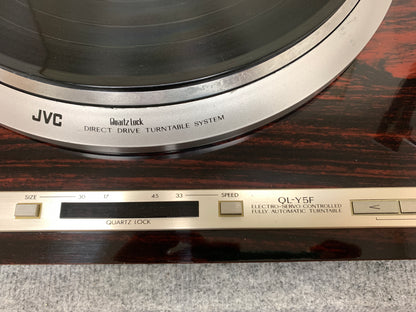 JVC
Quartz Lock
DIRECT DRIVE TURNTABLE SYSTEM
SIZE 30 17 45 33 SPEED
QUARTZ LOCK
QL-Y5F
ELECTRO-SERVO-CONTROLLED
FULLY AUTOMATIC TURNTABLE
<